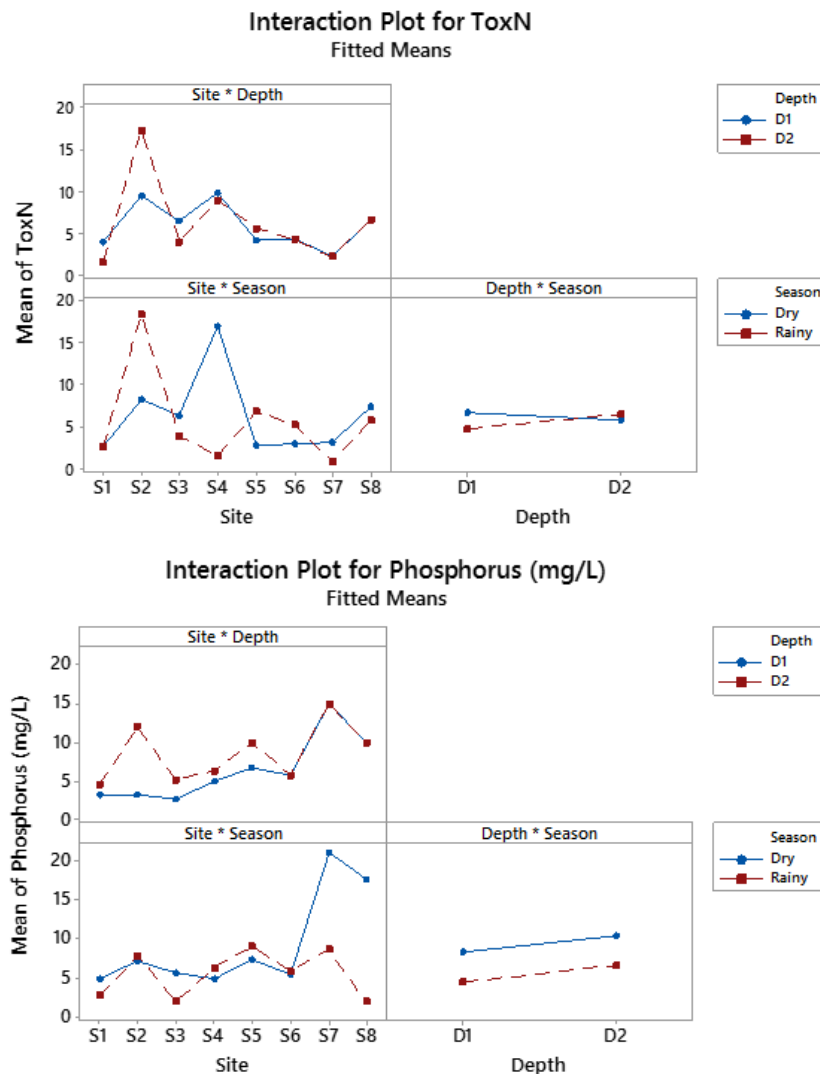 Interaction Plot for ToxN
Fitted Means
Site * Depth
Depth
D1
D2
20
15
10
5
0
Mean of ToxN
Site * Season
Depth * Season
Season
Dry
Rainy
20
15
10
5
0
S1 S2 S3 S4 S5 S6 S7 S8
D1 D2
Site
Depth
Interaction Plot for Phosphorus (mg/L)
Fitted Means
Site * Depth
Depth
D1
D2
20
15
10
5
0
Mean of Phosphorus (mg/L)
Site * Season
Depth * Season
Season
Dry
Rainy
20
15
10
5
0
S1 S2 S3 S4 S5 S6 S7 S8
D1 D2
Site
Depth